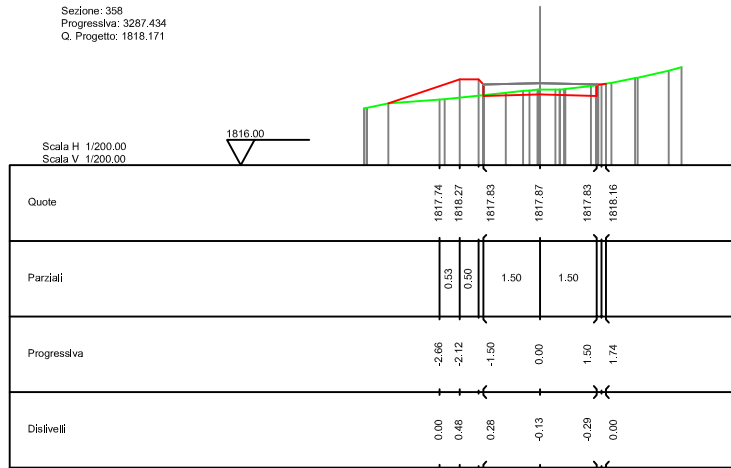 Sezione: 358
Progressiva: 3287.434
Q. Progetto: 1818.171
1816.00
Scala H 1/200.00
Scala V 1/200.00
Quote 1817.74 1818.27 1817.83 1817.87 1817.83 1818.16
Parziali 0.53 0.50 1.50 1.50
Progressiva -2.66 -2.12 -1.50 0.00 1.50 1.74
Dislivelli 0.00 0.48 0.28 -0.13 -0.29 0.00